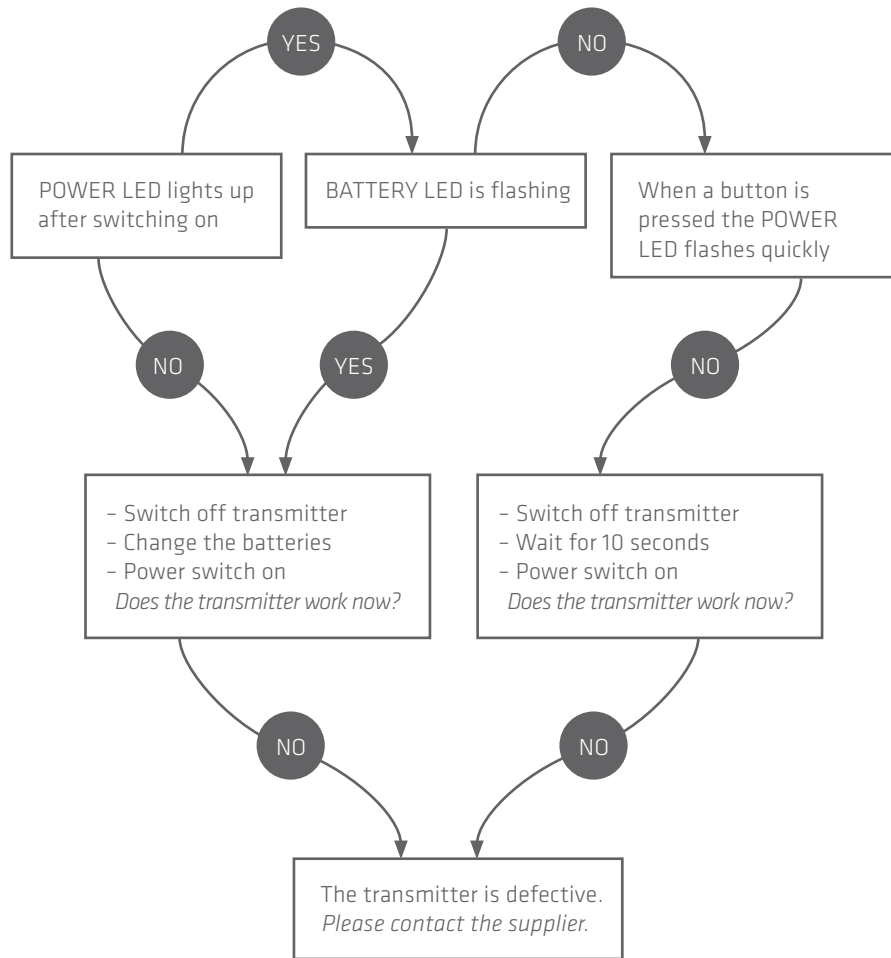 YES
NO
POWER LED lights up
after switching on
BATTERY LED is flashing
When a button is
pressed the POWER
LED flashes quickly
NO
YES
NO
– Switch off transmitter
– Change the batteries
– Power switch on
Does the transmitter work now?
– Switch off transmitter
– Wait for 10 seconds
– Power switch on
Does the transmitter work now?
NO
NO
The transmitter is defective.
Please contact the supplier.